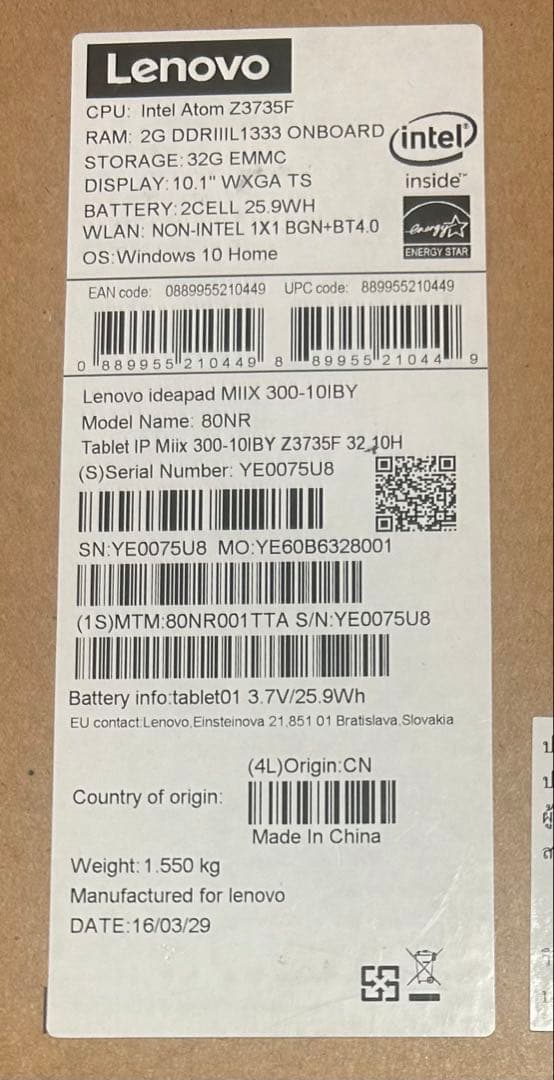 Lenovo
CPU: Intel Atom Z3735F
RAM: 2G DDRIIIL1333 ONBOARD
STORAGE: 32G EMMC
DISPLAY: 10.1" WXGA TS
BATTERY: 2CELL 25.9WH
WLAN: NON-INTEL 1X1 BGN+BT4.0
OS:Windows 10 Home
intel
inside™
energy
ENERGY STAR
EAN code: 0889955210449 UPC code: 889955210449
0 889955 210449 8 89955 21044 9
Lenovo ideapad MIIX 300-10IBY
Model Name: 80NR
Tablet IP Miix 300-10IBY Z3735F 32 10H
(S)Serial Number: YE0075U8
SN:YE0075U8 MO:YE60B6328001
(1S)MTM:80NR001TTA S/N:YE0075U8
Battery info:tablet01 3.7V/25.9Wh
EU contact:Lenovo,Einsteinova 21,851 01 Bratislava,Slovakia
(4L)Origin:CN
Country of origin:
Made In China
Weight: 1.550 kg
Manufactured for lenovo
DATE:16/03/29